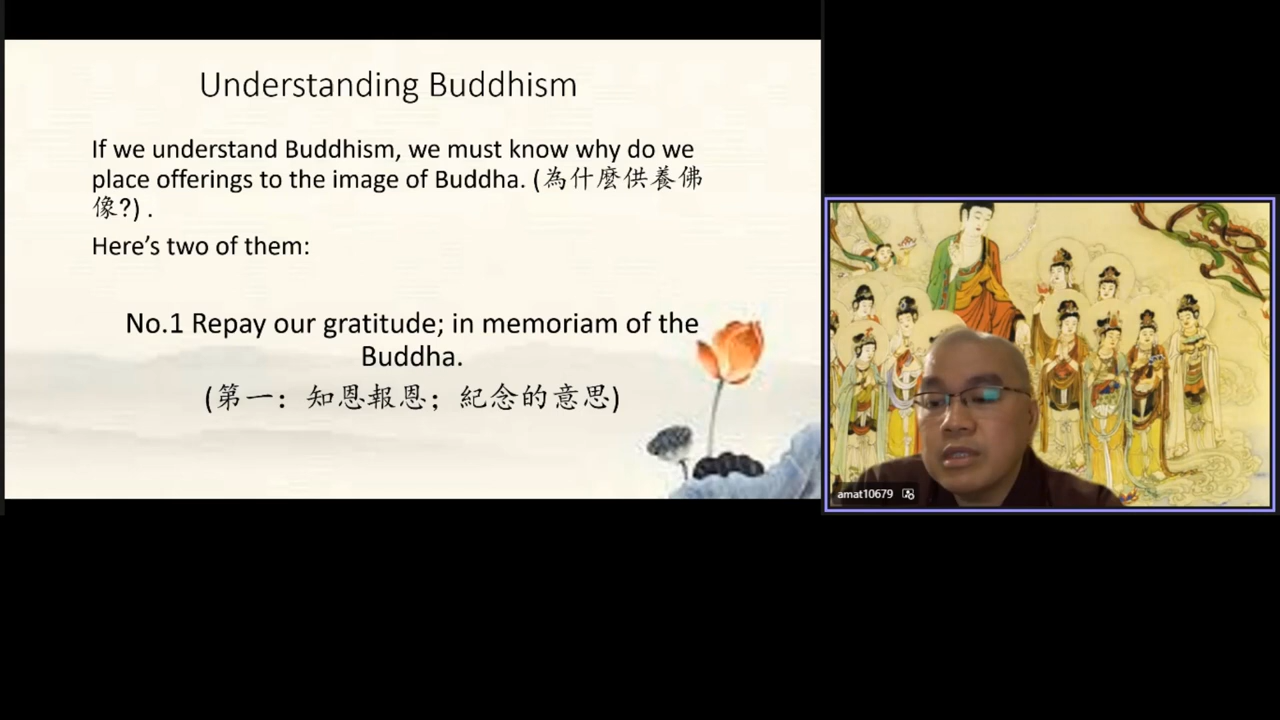 Understanding Buddhism
If we understand Buddhism, we must know why do we
place offerings to the image of Buddha. (為什麼供養佛
像?) .
Here's two of them:
No.1 Repay our gratitude; in memoriam of the
Buddha.
(第一：知恩報恩；紀念的意思)
amat10679